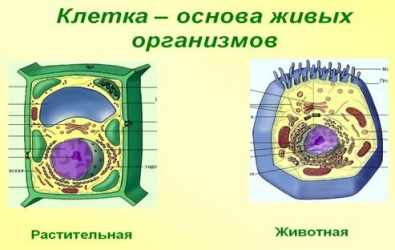 Клетка – основа живых
организмов
Растительная
Животная